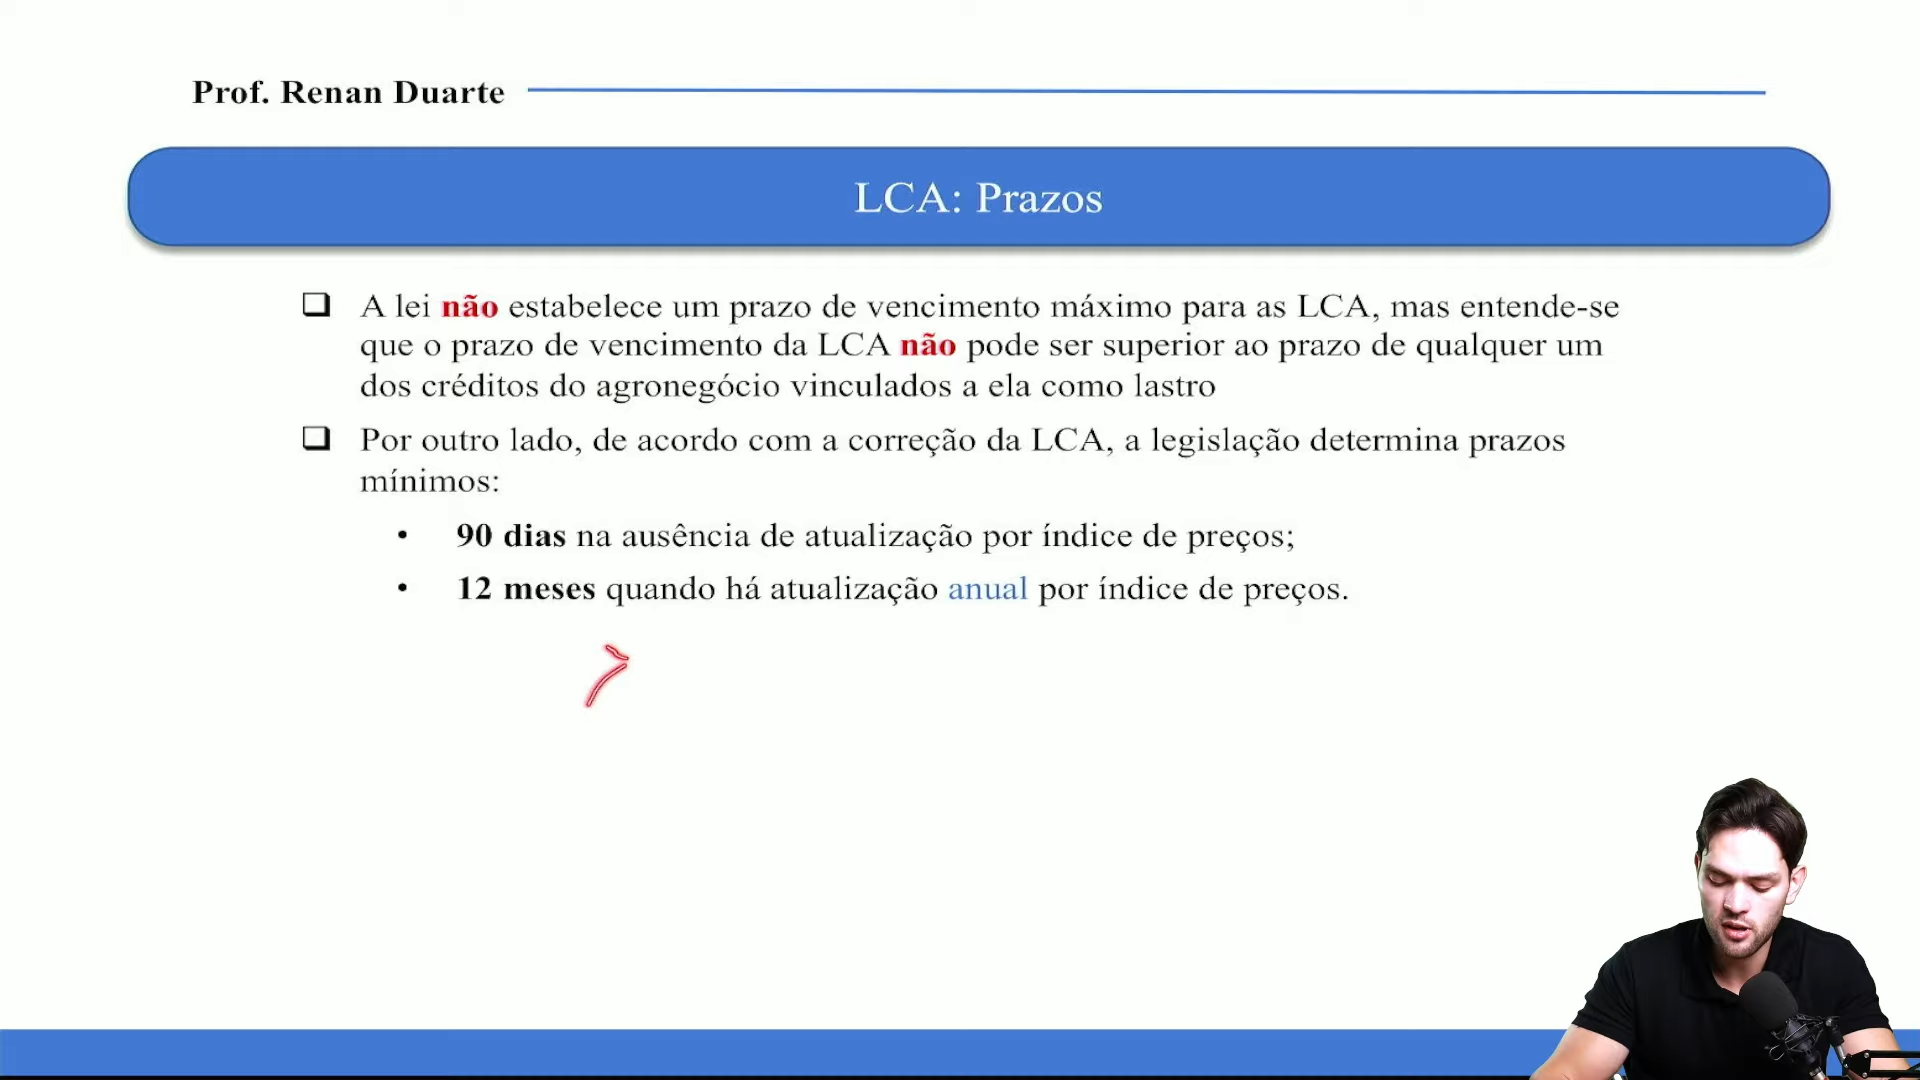 Prof. Renan Duarte
LCA: Prazos
A lei não estabelece um prazo de vencimento máximo para as LCA, mas entende-se
que o prazo de vencimento da LCA não pode ser superior ao prazo de qualquer um
dos créditos do agronegócio vinculados a ela como lastro
Por outro lado, de acordo com a correção da LCA, a legislação determina prazos
mínimos:
• 90 dias na ausência de atualização por índice de preços;
• 12 meses quando há atualização anual por índice de preços.